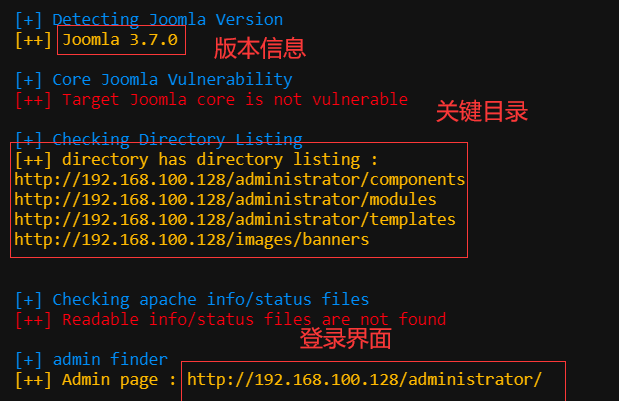 [+] Detecting Joomla Version
[++] Joomla 3.7.0
版本信息
[+] Core Joomla Vulnerability
[++] Target Joomla core is not vulnerable
关键目录
[+] Checking Directory Listing
[++] directory has directory listing :
http://192.168.100.128/administrator/components
http://192.168.100.128/administrator/modules
http://192.168.100.128/administrator/templates
http://192.168.100.128/images/banners
[+] Checking apache info/status files
[++] Readable info/status files are not found
登录界面
[+] admin finder
[++] Admin page : http://192.168.100.128/administrator/